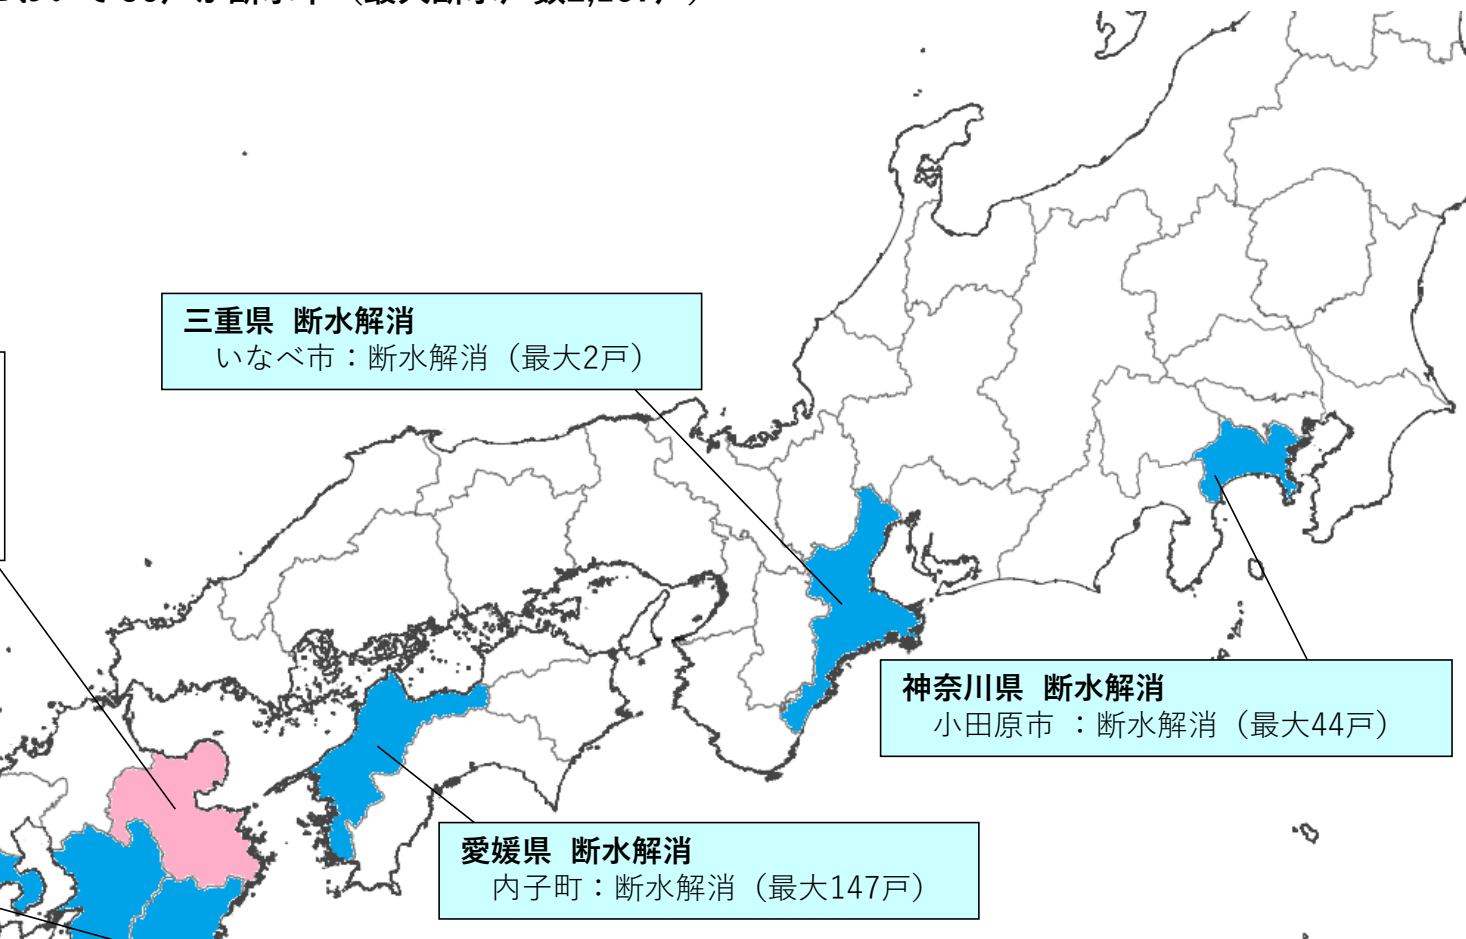 三重県 断水解消
いなべ市：断水解消（最大2戸）
神奈川県 断水解消
小田原市 ：断水解消（最大44戸）
愛媛県 断水解消
内子町：断水解消（最大147戸）